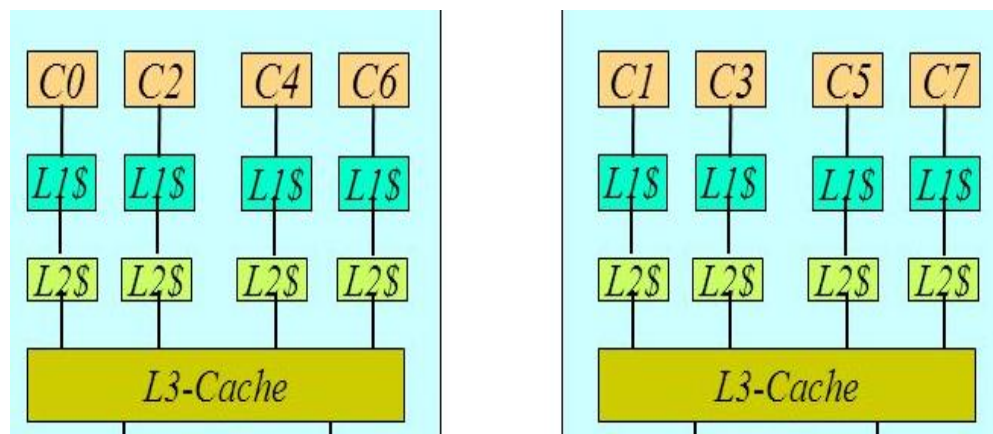 C0 C2 C4 C6
L1$ L1$ L1$ L1$
L2$ L2$ L2$ L2$
L3-Cache
C1 C3 C5 C7
L1$ L1$ L1$ L1$
L2$ L2$ L2$ L2$
L3-Cache